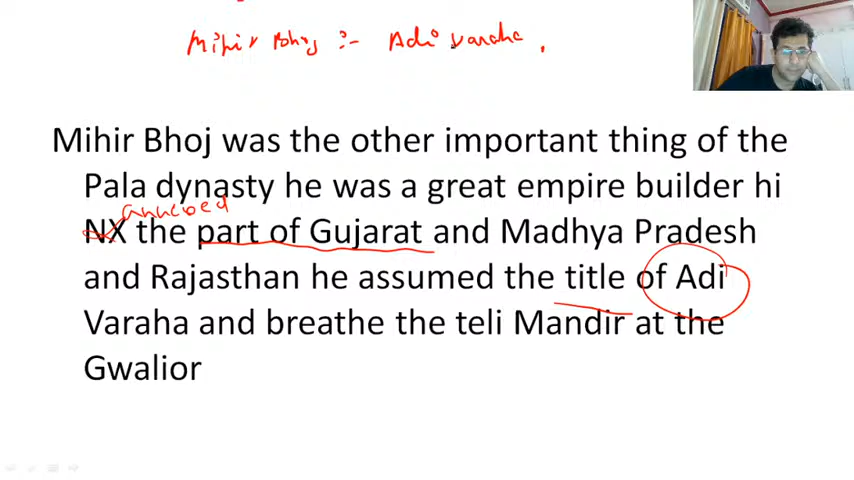 Mihir Bhoj :- Adi varaha .
Mihir Bhoj was the other important thing of the
Pala dynasty he was a great empire builder hi
annexed
NX the part of Gujarat and Madhya Pradesh
and Rajasthan he assumed the title of Adi
Varaha and breathe the teli Mandir at the
Gwalior